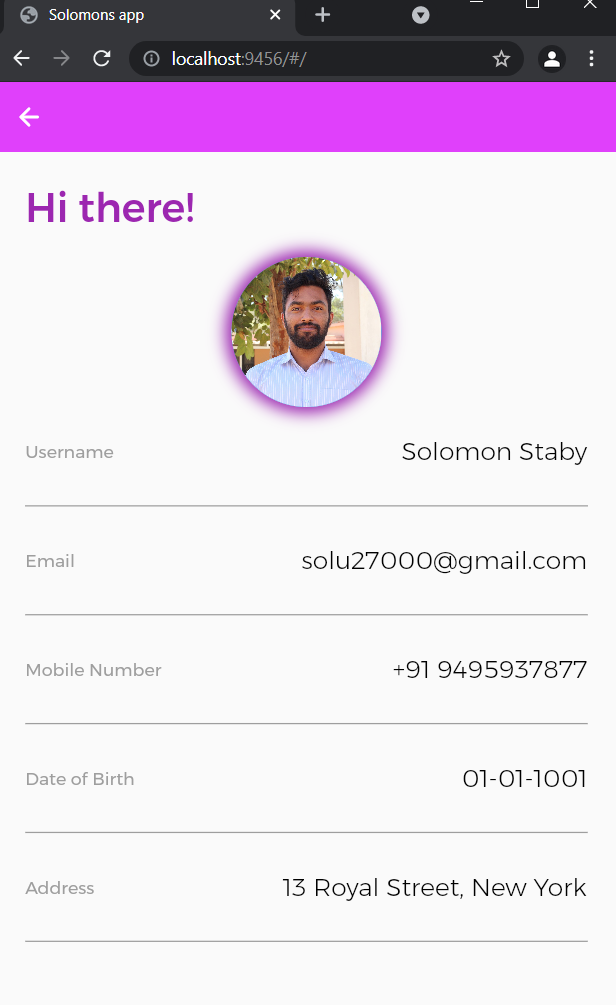 Solomons app
localhost:9456/#/
Hi there!
Username Solomon Staby
Email solu27000@gmail.com
Mobile Number +91 9495937877
Date of Birth 01-01-1001
Address 13 Royal Street, New York